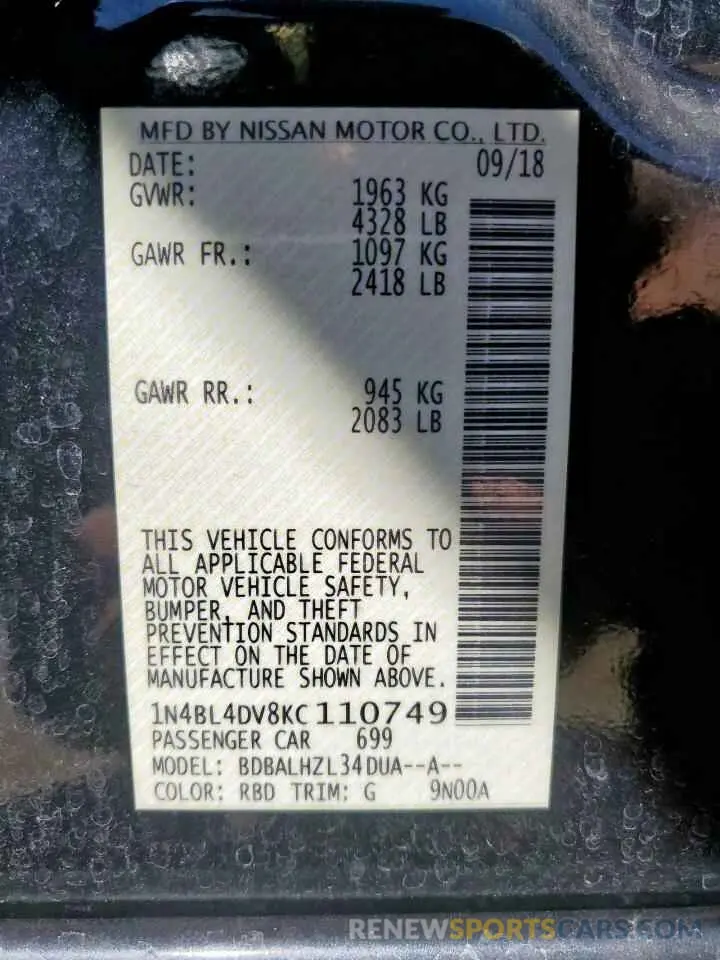 MFD BY NISSAN MOTOR CO., LTD.
DATE: 09/18
GVWR: 1963 KG
4328 LB
GAWR FR.: 1097 KG
2418 LB
GAWR RR.: 945 KG
2083 LB
THIS VEHICLE CONFORMS TO
ALL APPLICABLE FEDERAL
MOTOR VEHICLE SAFETY,
BUMPER, AND THEFT
PREVENTION STANDARDS IN
EFFECT ON THE DATE OF
MANUFACTURE SHOWN ABOVE.
1N4BL4DV8KC110749
PASSENGER CAR 699
MODEL: BDBALHZL34DUA--A--
COLOR: RBD TRIM: G 9N00A
RENEWSPORTSCARS.COM